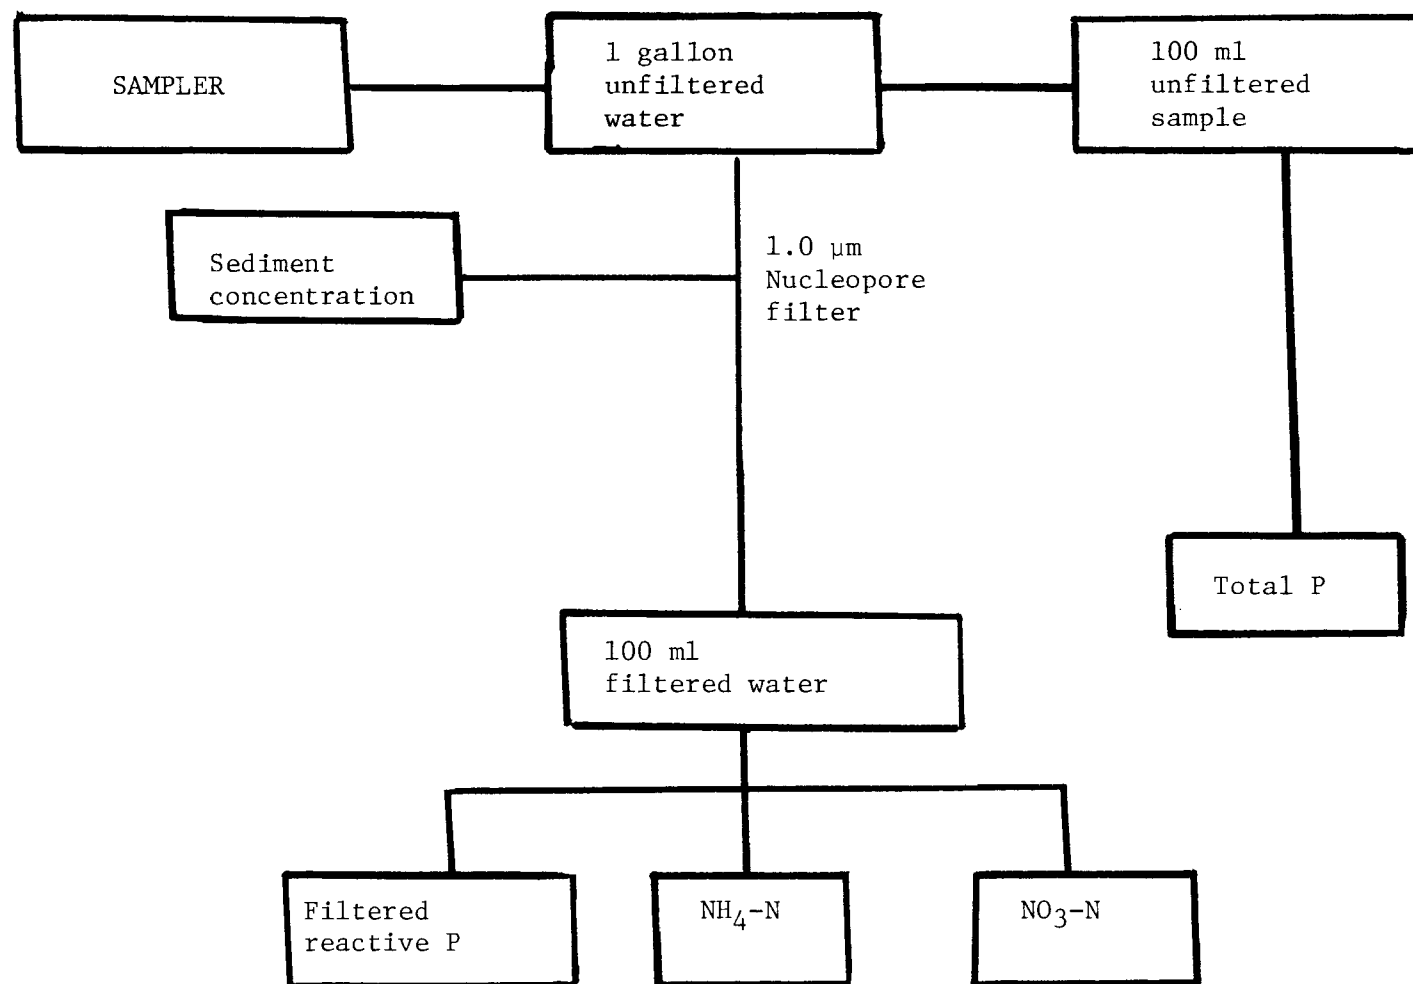 SAMPLER
1 gallon
unfiltered
water
100 ml
unfiltered
sample
Sediment
concentration
1.0 µm
Nucleopore
filter
Total P
100 ml
filtered water
Filtered
reactive P
NH4-N
NO3-N